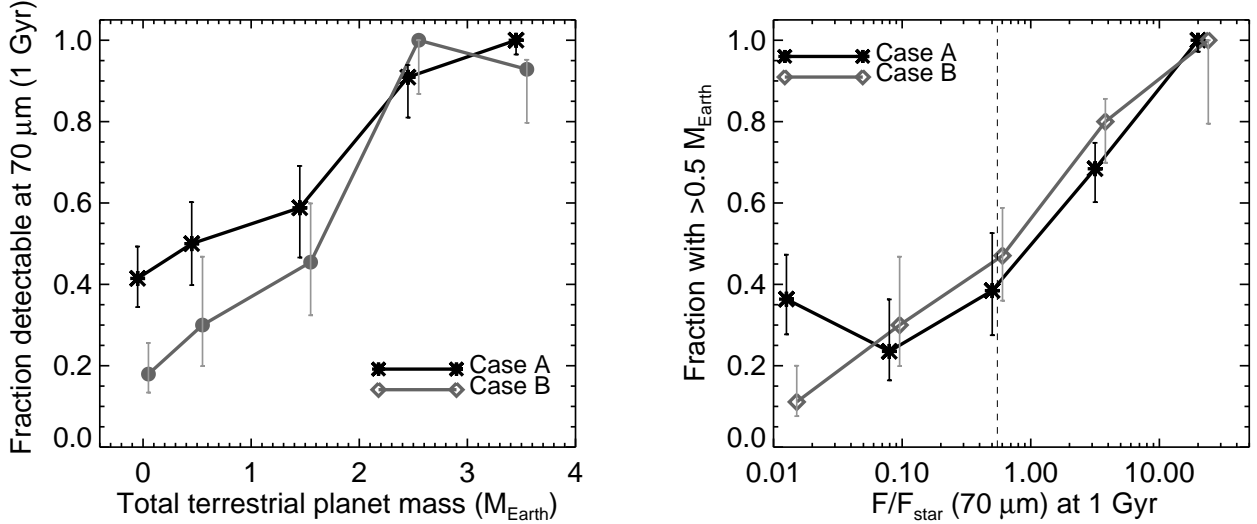 Fraction detectable at 70 μm (1 Gyr)
1.0
0.8
0.6
0.4
0.2
0.0
Case A
Case B
0 1 2 3 4
Total terrestrial planet mass (M_Earth)
Fraction with >0.5 M_Earth
1.0
0.8
0.6
0.4
0.2
0.0
Case A
Case B
0.01 0.10 1.00 10.00
F/F_star (70 μm) at 1 Gyr